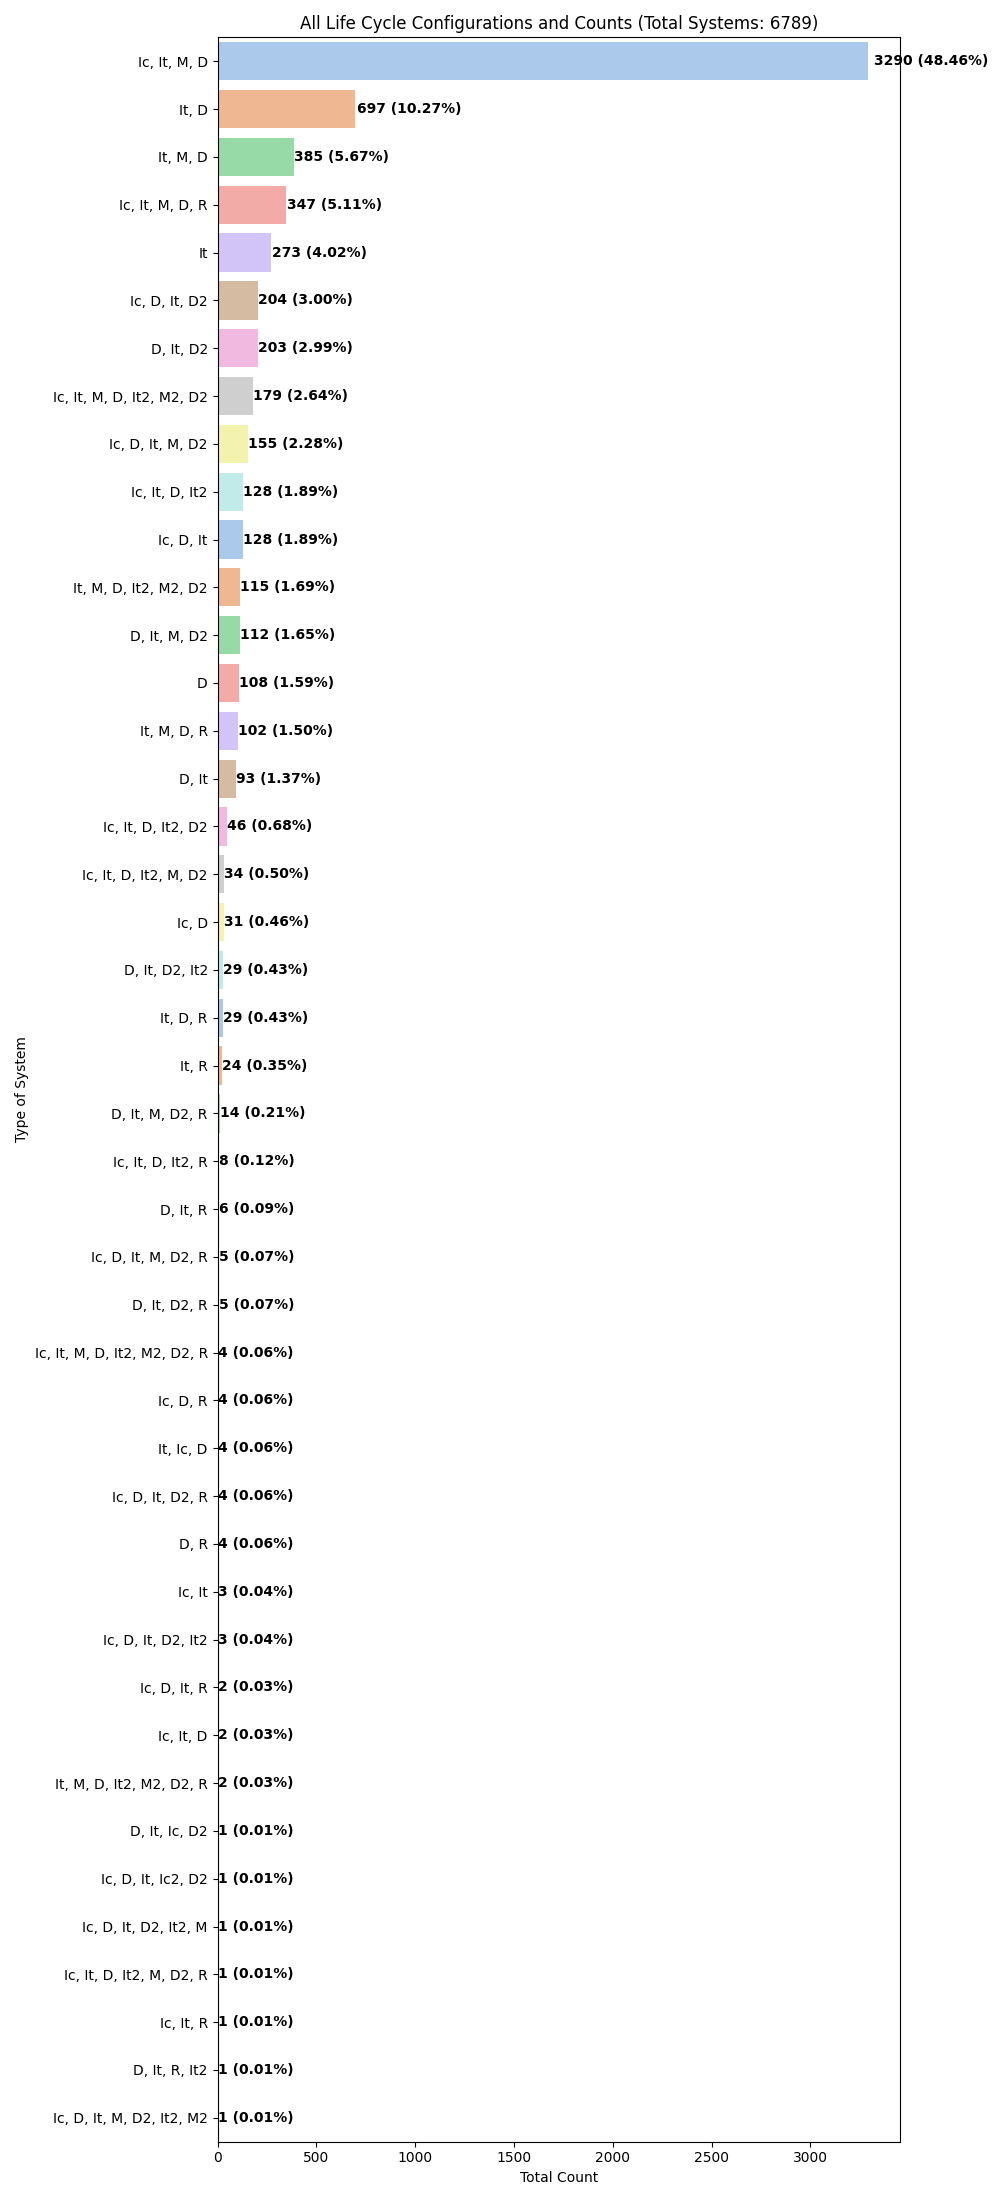 All Life Cycle Configurations and Counts (Total Systems: 6789)
Ic, It, M, D 3290 (48.46%)
It, D 697 (10.27%)
It, M, D 385 (5.67%)
Ic, It, M, D, R 347 (5.11%)
It 273 (4.02%)
Ic, D, It, D2 204 (3.00%)
D, It, D2 203 (2.99%)
Ic, It, M, D, It2, M2, D2 179 (2.64%)
Ic, D, It, M, D2 155 (2.28%)
Ic, It, D, It2 128 (1.89%)
Ic, D, It 128 (1.89%)
It, M, D, It2, M2, D2 115 (1.69%)
D, It, M, D2 112 (1.65%)
D 108 (1.59%)
It, M, D, R 102 (1.50%)
D, It 93 (1.37%)
Ic, It, D, It2, D2 46 (0.68%)
Ic, It, D, It2, M, D2 34 (0.50%)
Ic, D 31 (0.46%)
D, It, D2, It2 29 (0.43%)
It, D, R 29 (0.43%)
It, R 24 (0.35%)
D, It, M, D2, R 14 (0.21%)
Ic, It, D, It2, R 8 (0.12%)
D, It, R 6 (0.09%)
Ic, D, It, M, D2, R 5 (0.07%)
D, It, D2, R 5 (0.07%)
Ic, It, M, D, It2, M2, D2, R 4 (0.06%)
Ic, D, R 4 (0.06%)
It, Ic, D 4 (0.06%)
Ic, D, It, D2, R 4 (0.06%)
D, R 4 (0.06%)
Ic, It 3 (0.04%)
Ic, D, It, D2, It2 3 (0.04%)
Ic, D, It, R 2 (0.03%)
Ic, It, D 2 (0.03%)
It, M, D, It2, M2, D2, R 2 (0.03%)
D, It, Ic, D2 1 (0.01%)
Ic, D, It, Ic2, D2 1 (0.01%)
Ic, D, It, D2, It2, M 1 (0.01%)
Ic, It, D, It2, M, D2, R 1 (0.01%)
Ic, It, R 1 (0.01%)
D, It, R, It2 1 (0.01%)
Ic, D, It, M, D2, It2, M2 1 (0.01%)
Type of System
0 500 1000 1500 2000 2500 3000
Total Count